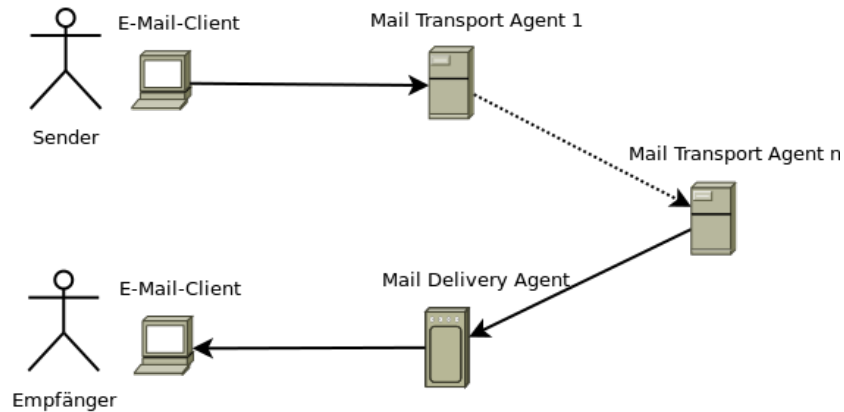 E-Mail-Client
Mail Transport Agent 1
Sender
Mail Transport Agent n
E-Mail-Client
Mail Delivery Agent
Empfänger